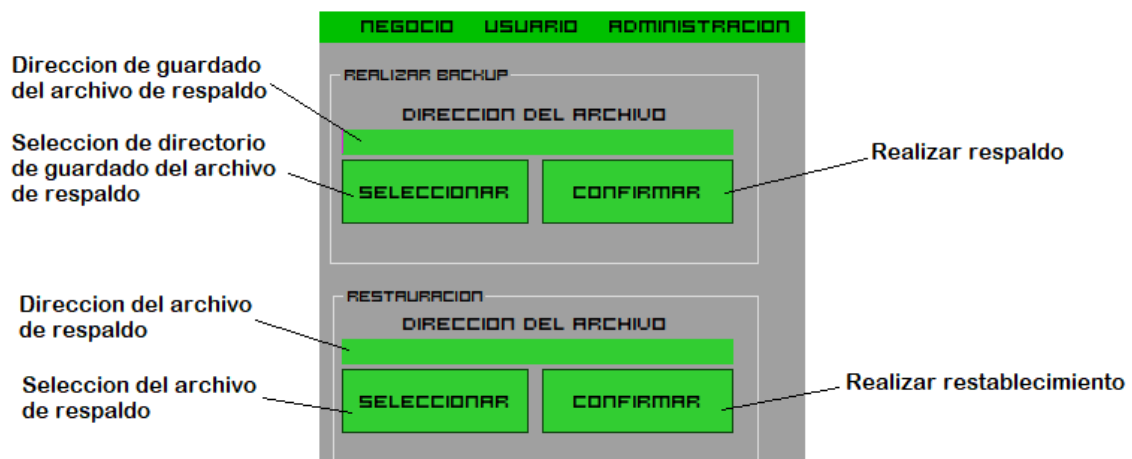 NEGOCIO USUARIO ADMINISTRACION
Direccion de guardado
del archivo de respaldo
REALIZAR BACKUP
DIRECCION DEL ARCHIVO
Seleccion de directorio
de guardado del archivo
de respaldo
SELECCIONAR CONFIRMAR
Realizar respaldo
Direccion del archivo
de respaldo
RESTAURACION
DIRECCION DEL ARCHIVO
Seleccion del archivo
de respaldo
SELECCIONAR CONFIRMAR
Realizar restablecimiento